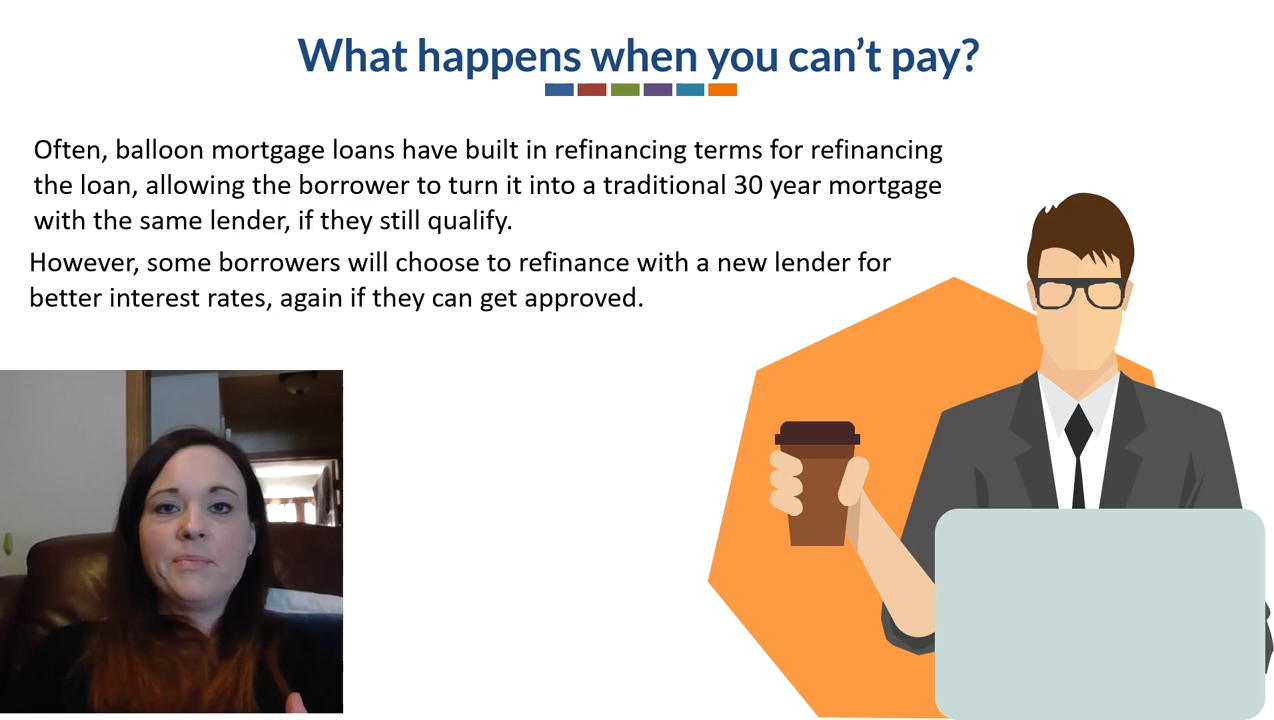 What happens when you can’t pay?
Often, balloon mortgage loans have built in refinancing terms for refinancing
the loan, allowing the borrower to turn it into a traditional 30 year mortgage
with the same lender, if they still qualify.
However, some borrowers will choose to refinance with a new lender for
better interest rates, again if they can get approved.